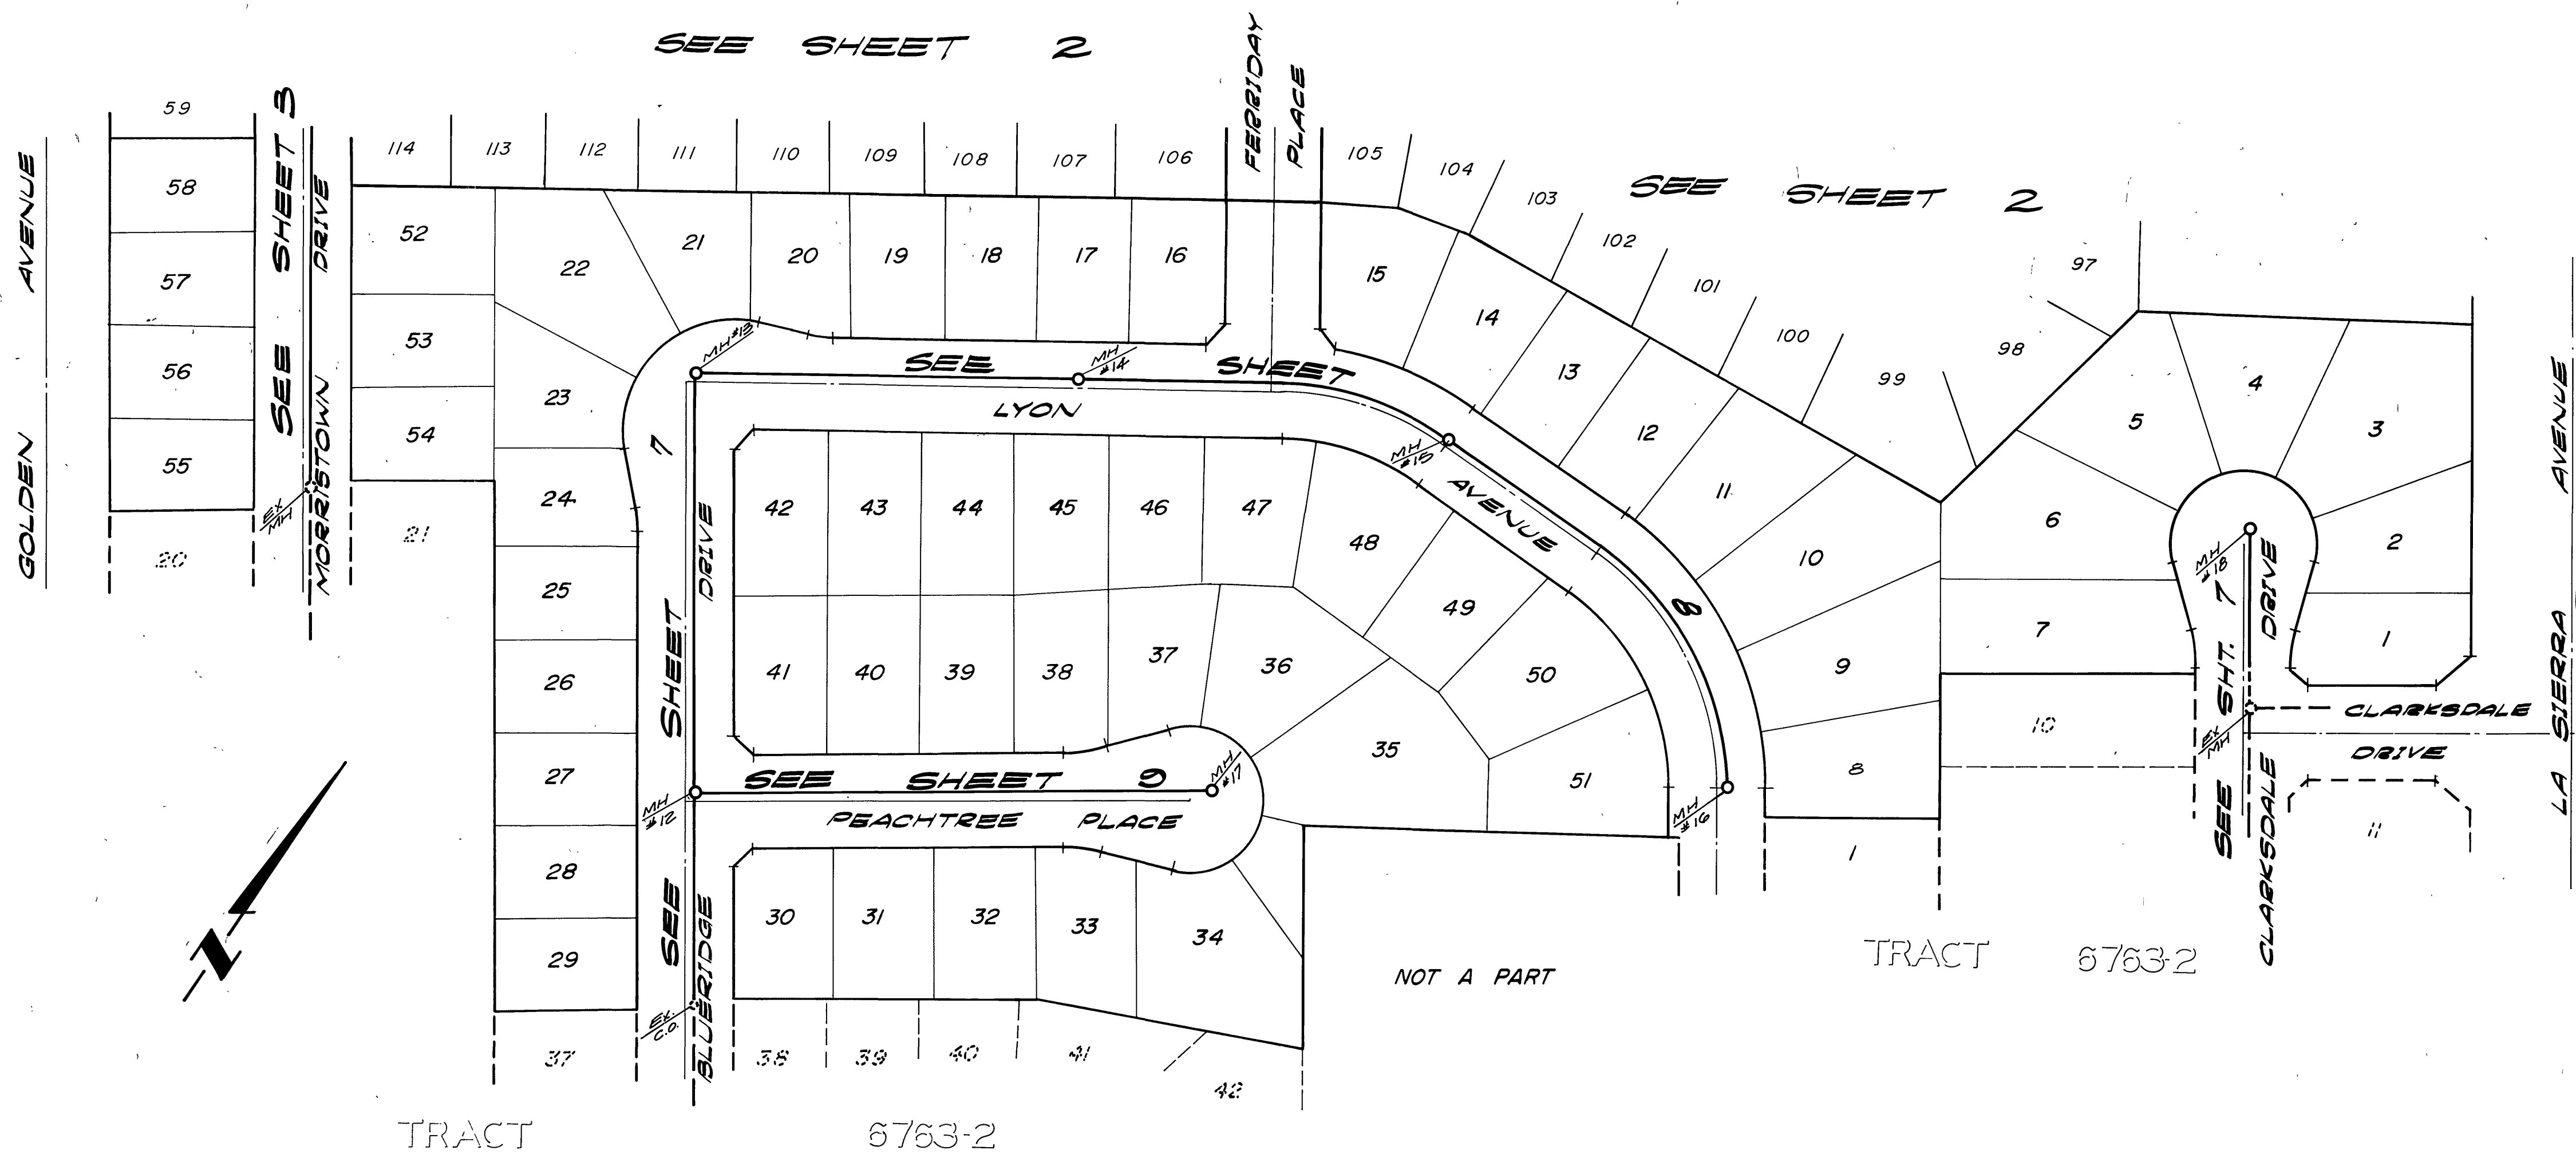 SEE SHEET 2
FERRIDAY PLACE
SEE SHEET 2
GOLDEN AVENUE
59
58
57
56
55
20
SEE SHEET 3
MORRISTOWN DRIVE
EX. MH
114 113 112 111 110 109 108 107 106
105
104
103
102
101
100
99
98
97
52
53
54
21
22
21
20 19 18 17 16
15
14
13
12
11
10
9
8
1
23
24
25
26
27
28
29
37
MH #13
MH #14
SEE SHEET 8
LYON AVENUE
MH #15
MH #16
SEE SHEET 7
BLUERIDGE DRIVE
42 43 44 45 46 47
48
49
50
51
41 40 39 38 37 36
35
MH #12
SEE SHEET 9
MH #17
PEACHTREE PLACE
30 31 32 33 34
EX. C.O.
38 39 40 41 42
NOT A PART
5
4
3
6
2
7
1
10
11
MH #18
SEE SHT. 7
CLARKSDALE DRIVE
EX. MH
CLARKSDALE
DRIVE
LA SIERRA AVENUE
N
TRACT 6763-2
TRACT 6763-2